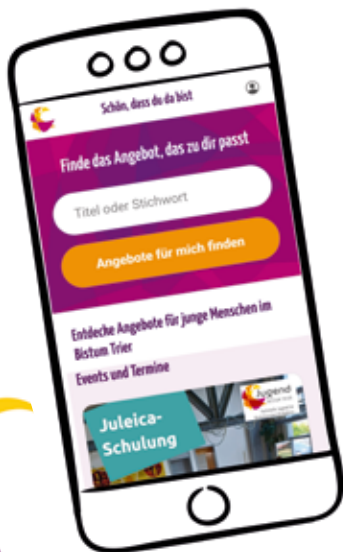 Schön, dass du da bist
Finde das Angebot, das zu dir passt
Titel oder Stichwort
Angebote für mich finden
Entdecke Angebote für junge Menschen im
Bistum Trier
Events und Termine
Juleica-
Schulung
Jugend